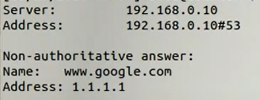 Server: 192.168.0.10
Address: 192.168.0.10#53
Non-authoritative answer:
Name: www.google.com
Address: 1.1.1.1